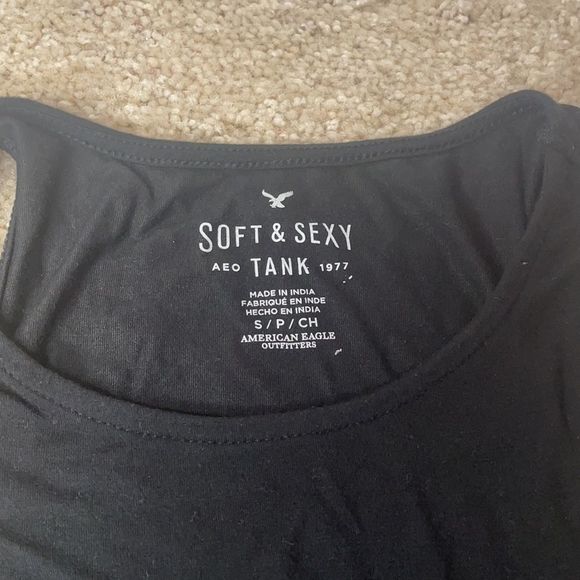 SOFT & SEXY
AEO TANK 1977
MADE IN INDIA
FABRIQUÉ EN INDE
HECHO EN INDIA
S/P/CH
AMERICAN EAGLE
OUTFITTERS